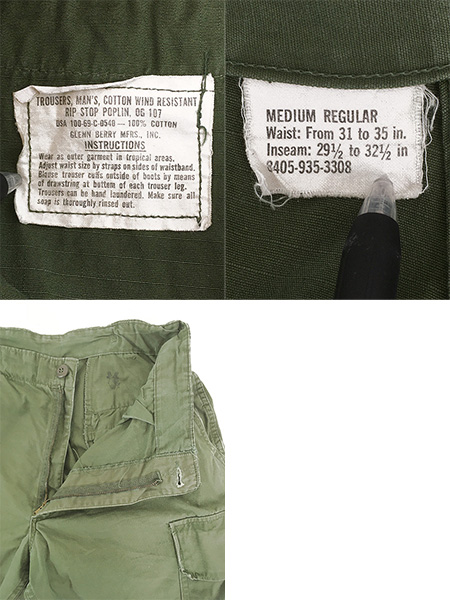 TROUSERS, MAN'S, COTTON WIND RESISTANT
RIP STOP POPLIN, OG 107
DSA 100-69-C-0540 — 100% COTTON
GLENN BERRY MFRS., INC.
INSTRUCTIONS
Wear as outer garment in tropical areas.
Adjust waist size by straps on sides of waistband.
Blouse trouser cuffs outside of boots by means
of drawstring at bottom of each trouser leg.
Trousers can be hand laundered. Make sure all
soap is thoroughly rinsed out.
MEDIUM REGULAR
Waist: From 31 to 35 in.
Inseam: 29½ to 32½ in
8405-935-3308